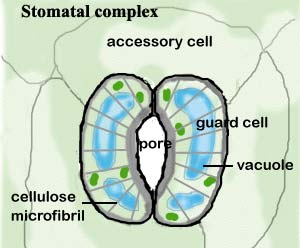 Stomatal complex
accessory cell
guard cell
pore
vacuole
cellulose
microfibril